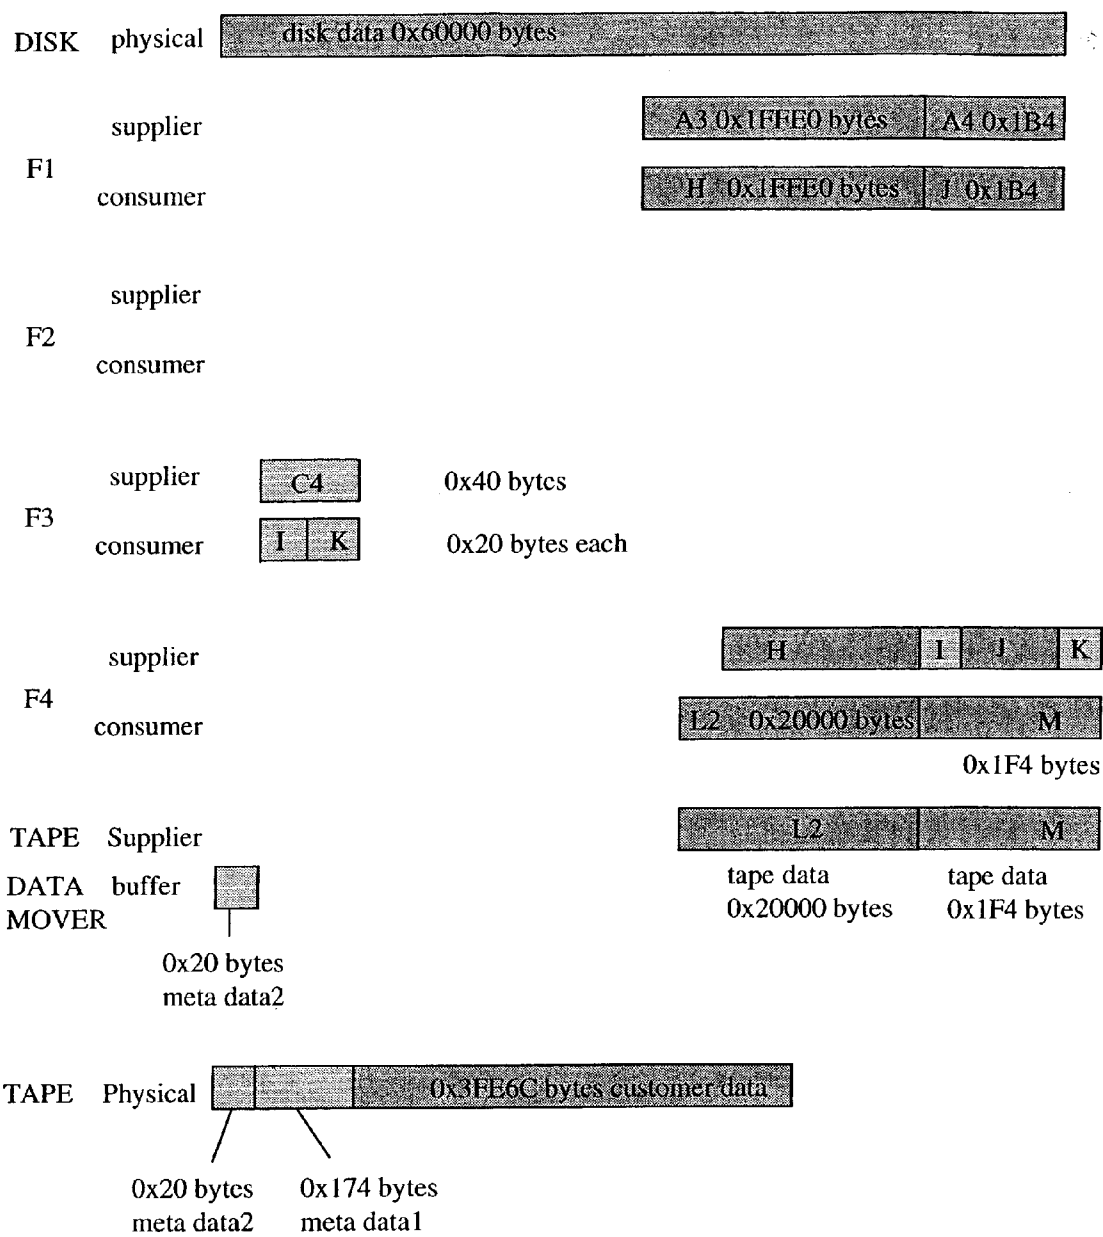 DISK physical disk data 0x60000 bytes
supplier A3 0x1FFE0 bytes A4 0x1B4
F1
consumer H 0x1FFE0 bytes J 0x1B4
supplier
F2
consumer
supplier C4 0x40 bytes
F3
consumer I K 0x20 bytes each
supplier H I J K
F4
consumer L2 0x20000 bytes M
0x1F4 bytes
TAPE Supplier L2 M
DATA buffer tape data tape data
MOVER 0x20000 bytes 0x1F4 bytes
0x20 bytes
meta data2
TAPE Physical 0x3FE6C bytes customer data
0x20 bytes 0x174 bytes
meta data2 meta data1